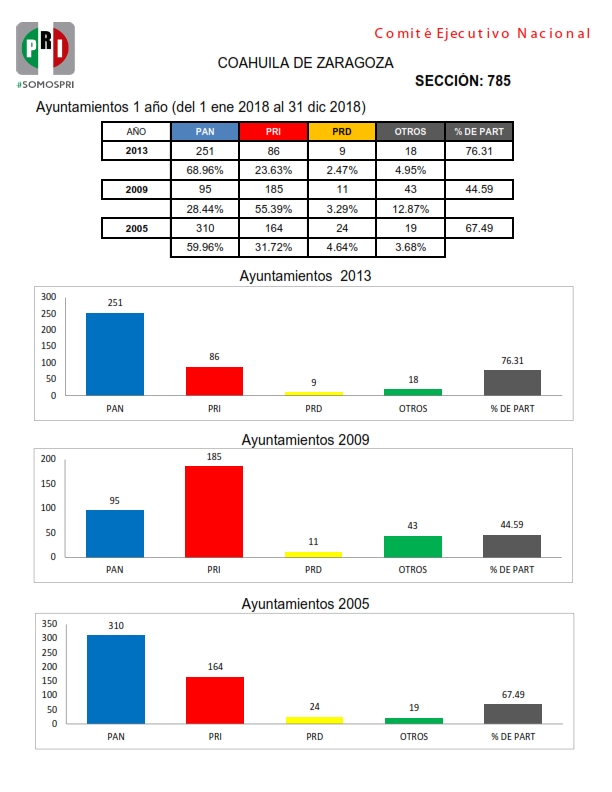 Comité Ejecutivo Nacional
PRI
#SOMOSPRI
COAHUILA DE ZARAGOZA
SECCIÓN: 785
Ayuntamientos 1 año (del 1 ene 2018 al 31 dic 2018)
AÑO PAN PRI PRD OTROS % DE PART
2013 251 86 9 18 76.31
68.96% 23.63% 2.47% 4.95%
2009 95 185 11 43 44.59
28.44% 55.39% 3.29% 12.87%
2005 310 164 24 19 67.49
59.96% 31.72% 4.64% 3.68%
Ayuntamientos 2013
300
250
200
150
100
50
0
251 86 9 18 76.31
PAN PRI PRD OTROS % DE PART
Ayuntamientos 2009
200
150
100
50
0
95 185 11 43 44.59
PAN PRI PRD OTROS % DE PART
Ayuntamientos 2005
350
300
250
200
150
100
50
0
310 164 24 19 67.49
PAN PRI PRD OTROS % DE PART